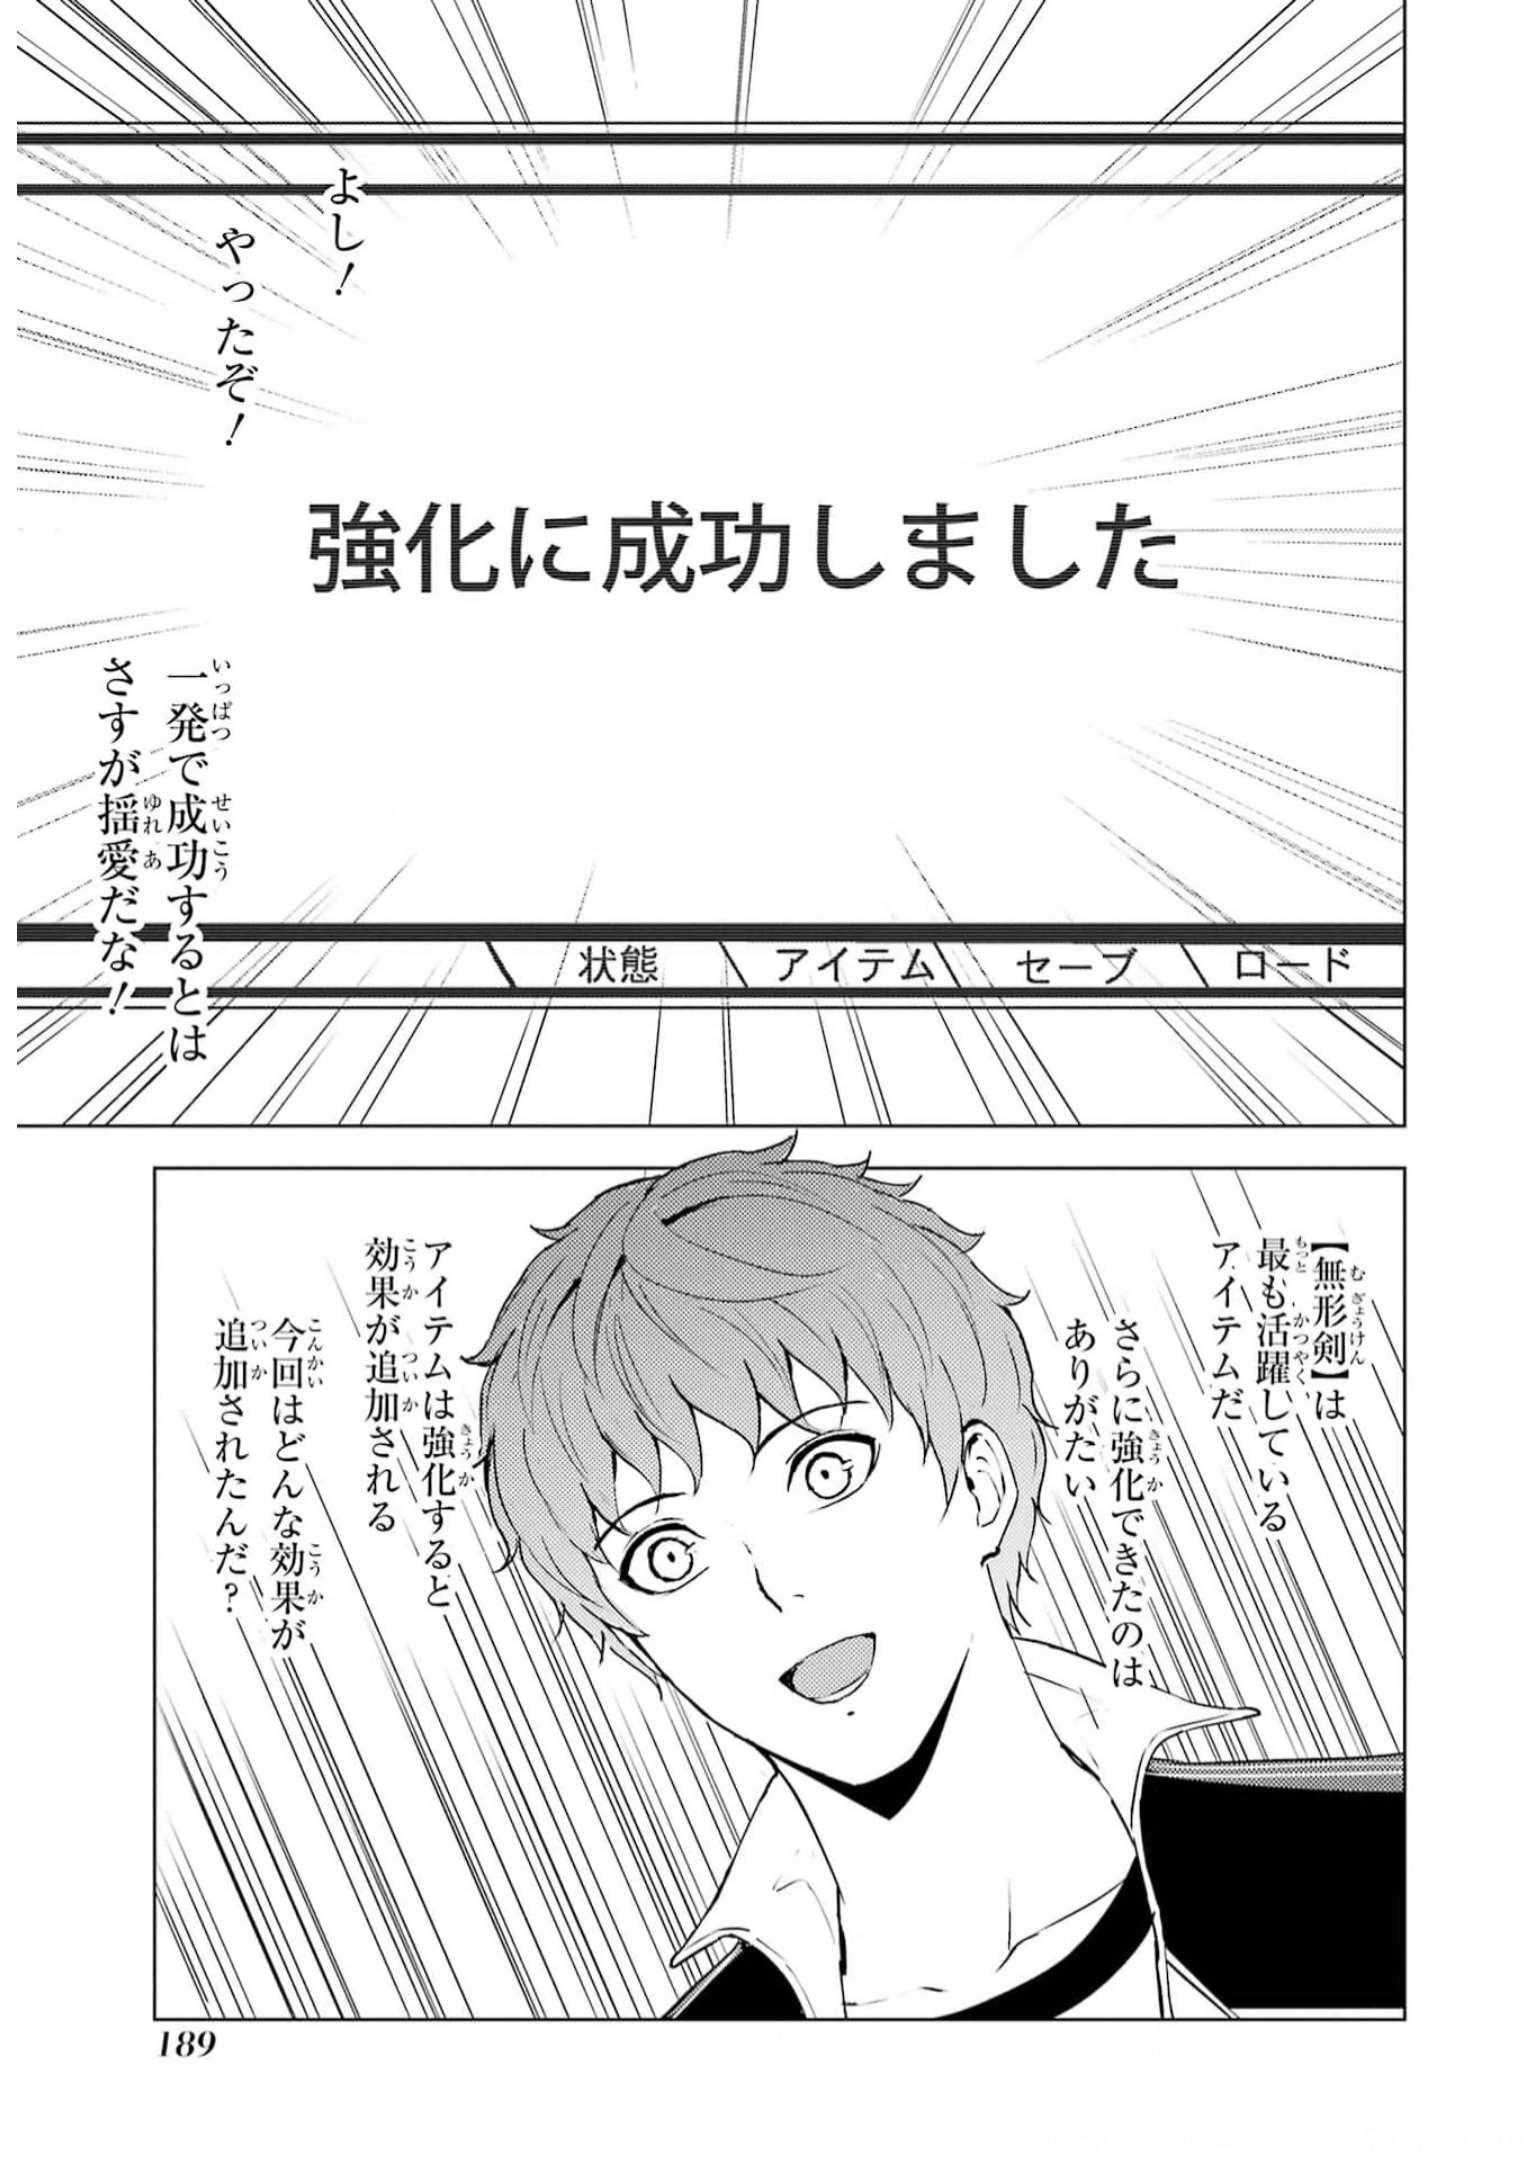 よし！
やったぞ！
強化に成功しました
一発で成功するとは
さすが揺愛だな！
状態
アイテム
セーブ
ロード
【無形剣】は
最も活躍している
アイテムだ
さらに強化できたのは
ありがたい
アイテムは強化すると
効果が追加される
今回はどんな効果が
追加されたんだ？
189